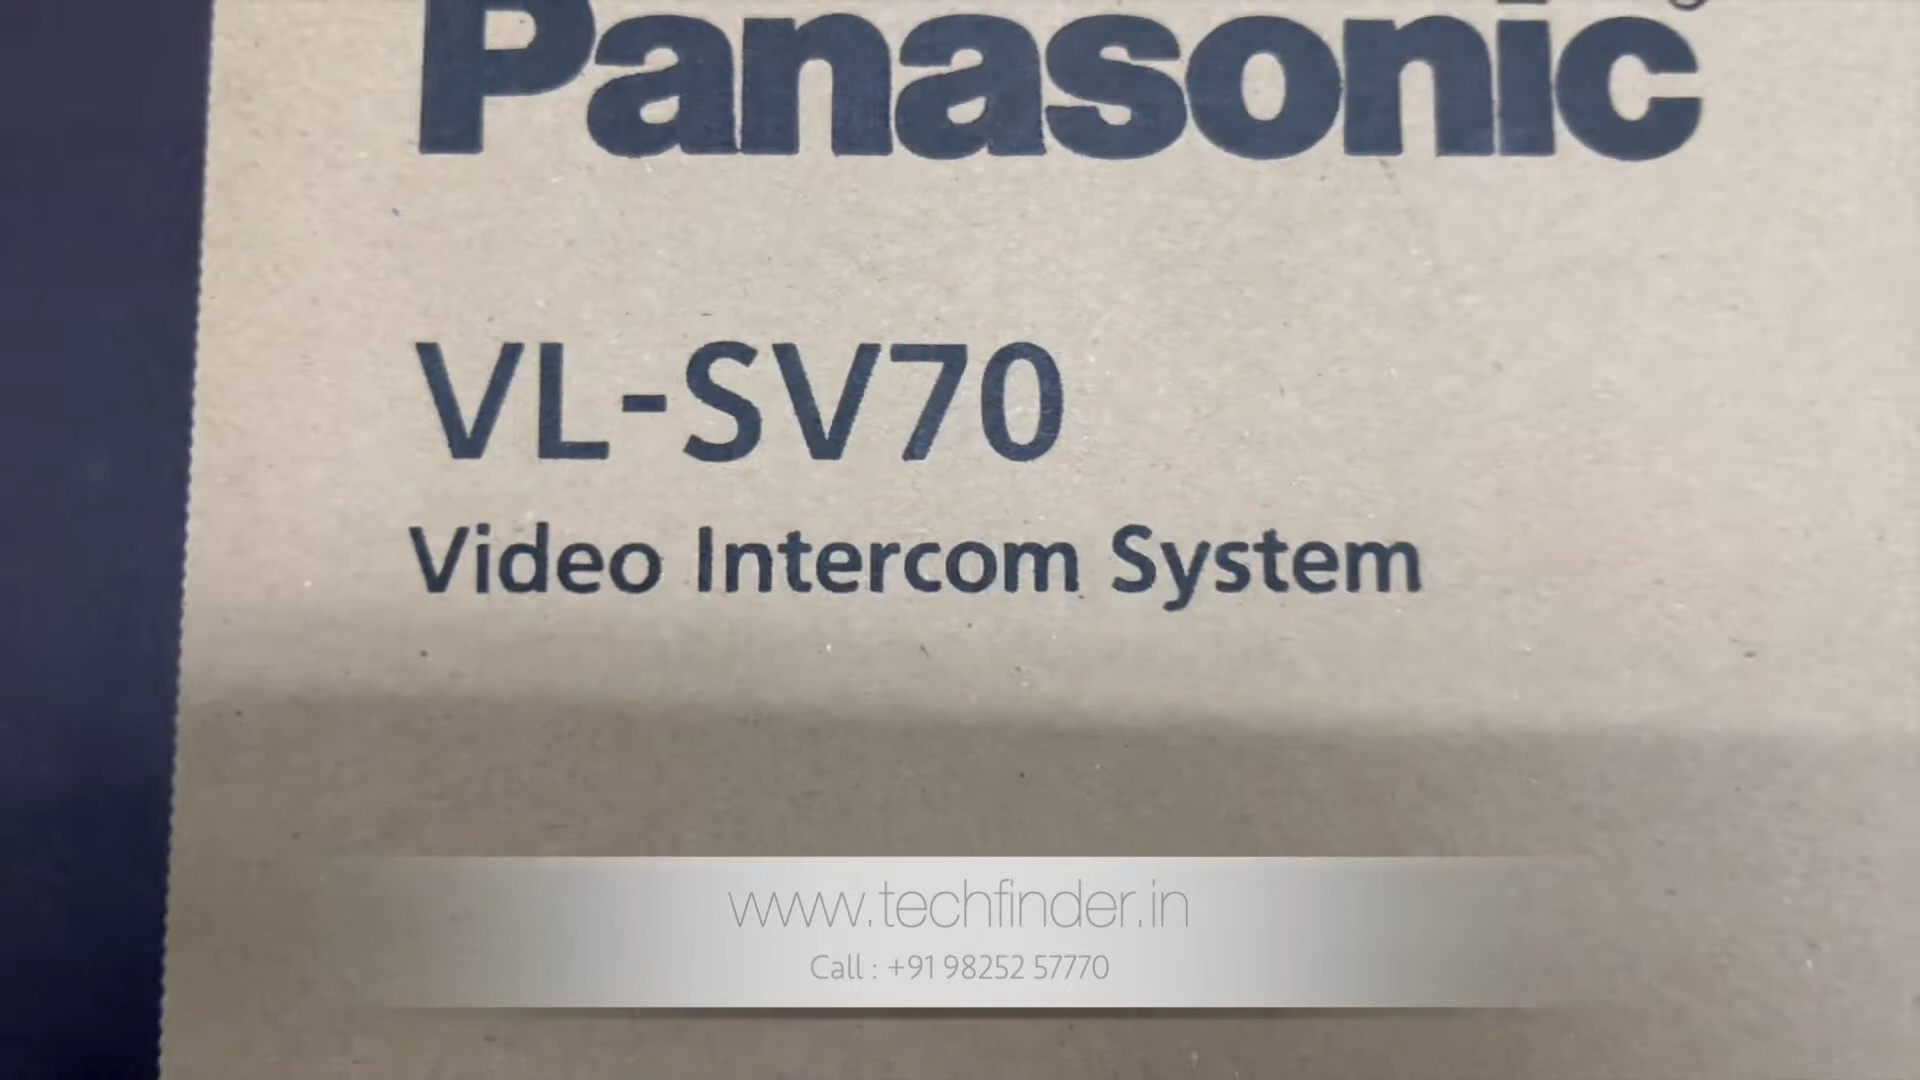 Panasonic
VL-SV70
Video Intercom System
www.techfinder.in
Call : +91 98252 57770